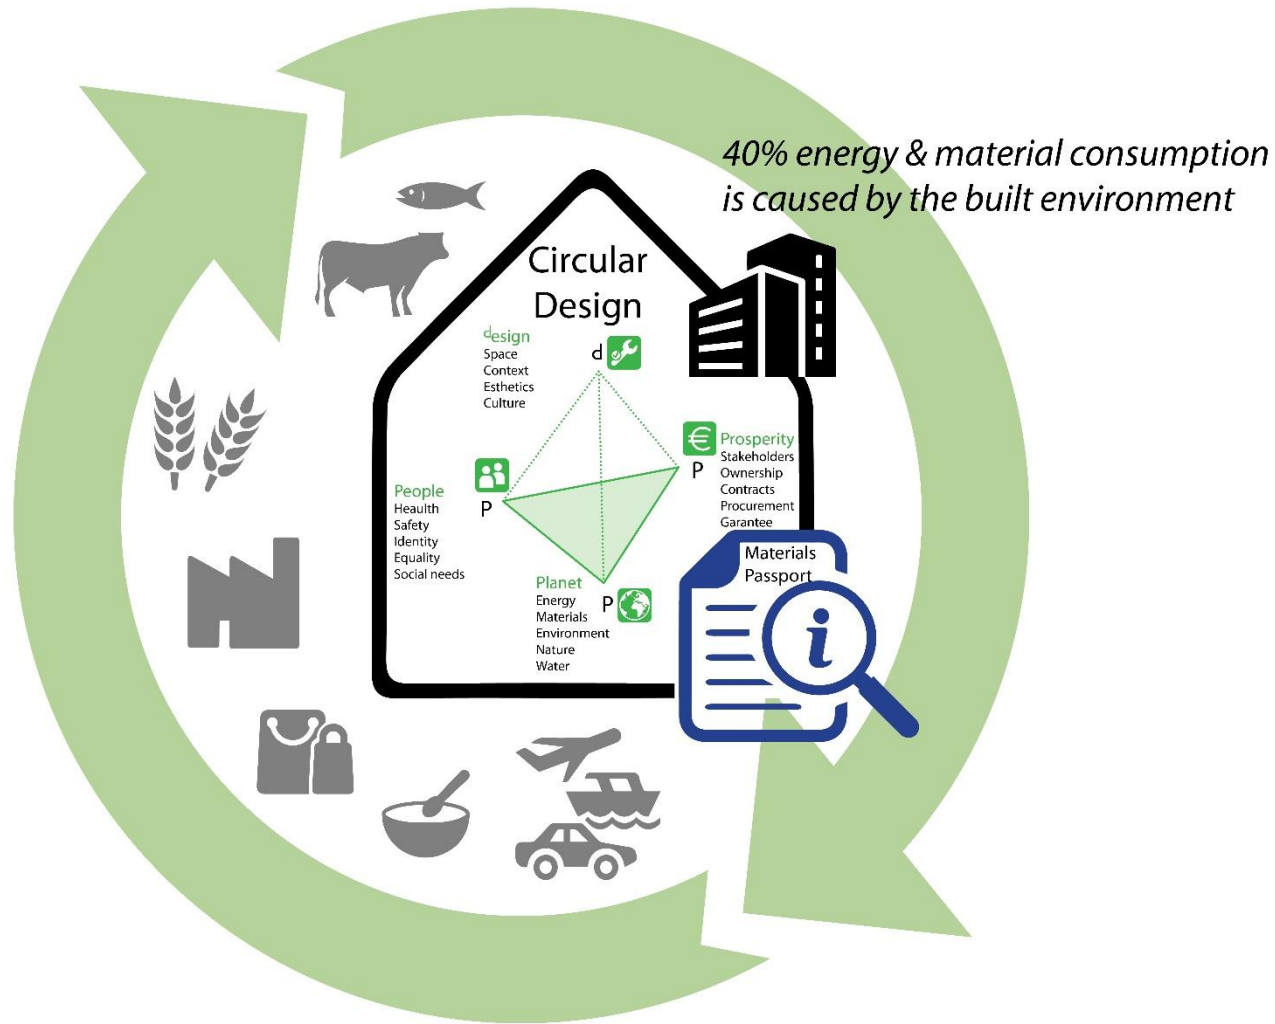 40% energy & material consumption
is caused by the built environment
Circular
Design
design
Space
Context
Esthetics
Culture
d
Prosperity
Stakeholders
Ownership
Contracts
Procurement
Garantee
P
People
Heaulth
Safety
Identity
Equality
Social needs
P
Planet
Energy
Materials
Environment
Nature
Water
P
Materials
Passport
i